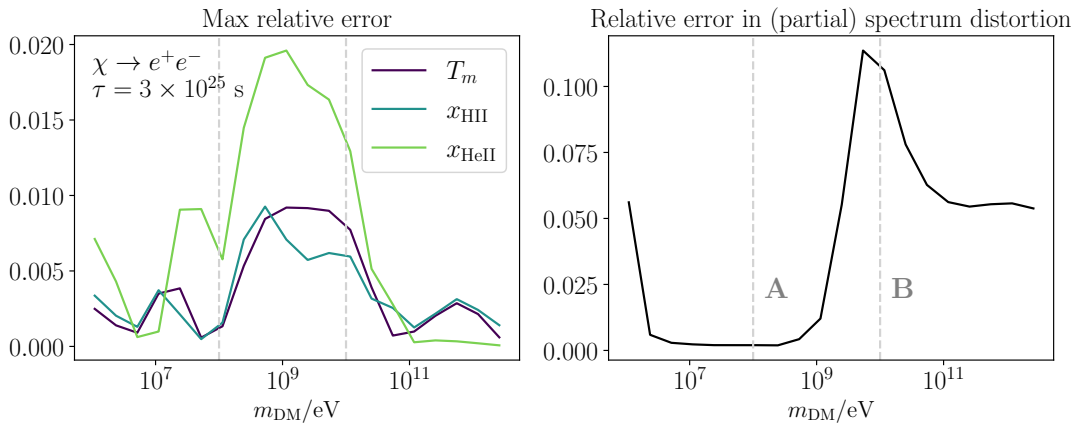 Max relative error
χ → e⁺e⁻
τ = 3 × 10²⁵ s
T_m
x_HII
x_HeII
0.020
0.015
0.010
0.005
0.000
10⁷
10⁹
10¹¹
m_DM/eV
Relative error in (partial) spectrum distortion
0.100
0.075
0.050
0.025
0.000
A
B
10⁷
10⁹
10¹¹
m_DM/eV